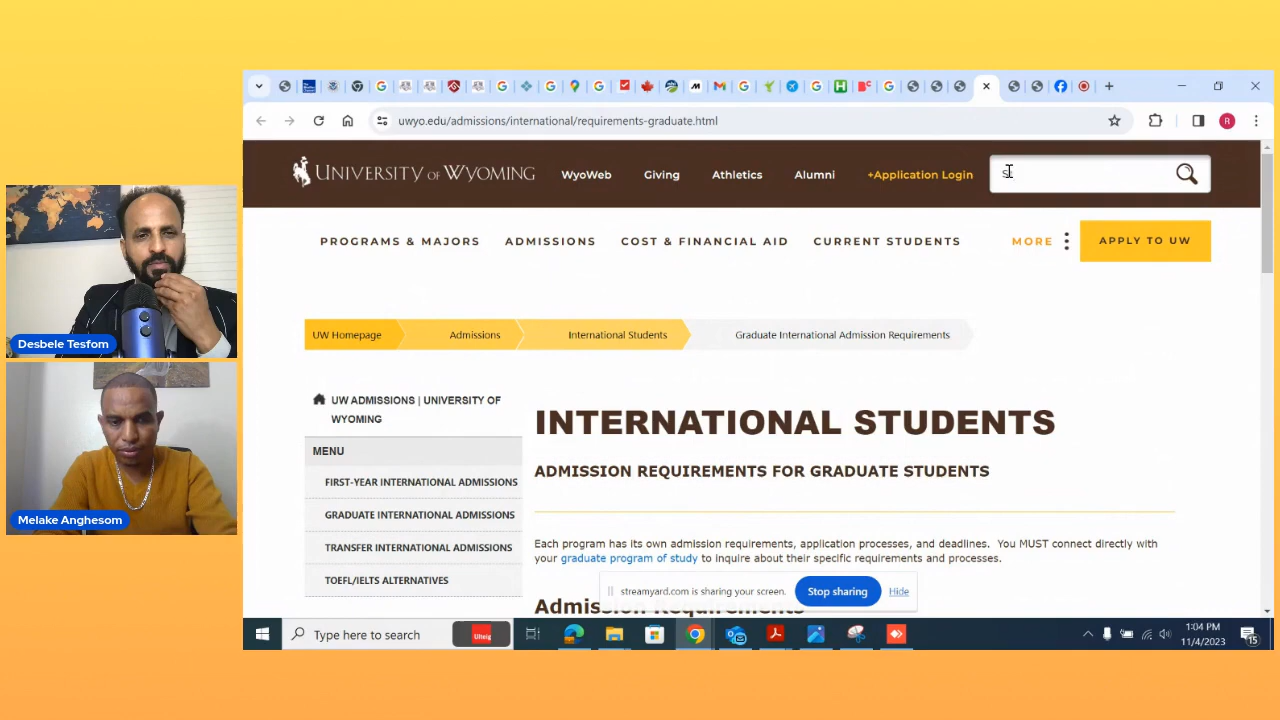 uwyo.edu/admissions/international/requirements-graduate.html
R
UNIVERSITY OF WYOMING
WyoWeb
Giving
Athletics
Alumni
+Application Login
PROGRAMS & MAJORS
ADMISSIONS
COST & FINANCIAL AID
CURRENT STUDENTS
MORE
APPLY TO UW
UW Homepage
Admissions
International Students
Graduate International Admission Requirements
UW ADMISSIONS | UNIVERSITY OF
WYOMING
MENU
FIRST-YEAR INTERNATIONAL ADMISSIONS
GRADUATE INTERNATIONAL ADMISSIONS
TRANSFER INTERNATIONAL ADMISSIONS
TOEFL/IELTS ALTERNATIVES
INTERNATIONAL STUDENTS
ADMISSION REQUIREMENTS FOR GRADUATE STUDENTS
Each program has its own admission requirements, application processes, and deadlines. You MUST connect directly with
your graduate program of study to inquire about their specific requirements and processes.
Admission Requirements
streamyard.com is sharing your screen.
Stop sharing
Hide
Desbele Tesfom
Melake Anghesom
Type here to search
Ulteig
1:04 PM
11/4/2023
15